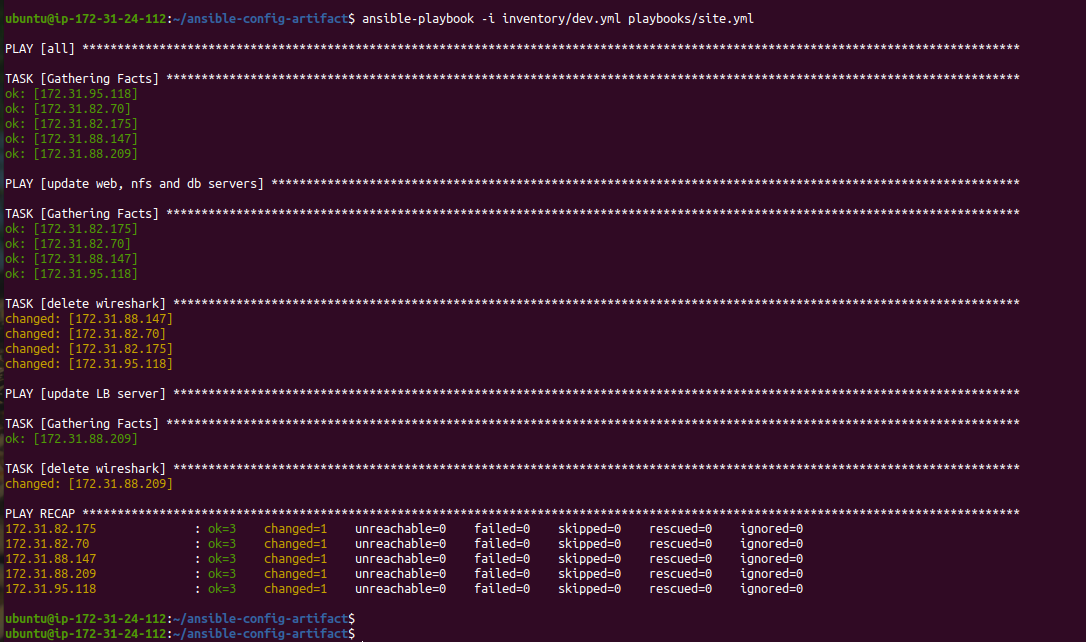 ubuntu@ip-172-31-24-112:~/ansible-config-artifact$ ansible-playbook -i inventory/dev.yml playbooks/site.yml
PLAY [all] **************************************************************************************************************************************
TASK [Gathering Facts] **************************************************************************************************************************
ok: [172.31.95.118]
ok: [172.31.82.70]
ok: [172.31.82.175]
ok: [172.31.88.147]
ok: [172.31.88.209]
PLAY [update web, nfs and db servers] ***********************************************************************************************************
TASK [Gathering Facts] **************************************************************************************************************************
ok: [172.31.82.175]
ok: [172.31.82.70]
ok: [172.31.88.147]
ok: [172.31.95.118]
TASK [delete wireshark] *************************************************************************************************************************
changed: [172.31.88.147]
changed: [172.31.82.70]
changed: [172.31.82.175]
changed: [172.31.95.118]
PLAY [update LB server] *************************************************************************************************************************
TASK [Gathering Facts] **************************************************************************************************************************
ok: [172.31.88.209]
TASK [delete wireshark] *************************************************************************************************************************
changed: [172.31.88.209]
PLAY RECAP **************************************************************************************************************************************
172.31.82.175              : ok=3    changed=1    unreachable=0    failed=0    skipped=0    rescued=0    ignored=0
172.31.82.70               : ok=3    changed=1    unreachable=0    failed=0    skipped=0    rescued=0    ignored=0
172.31.88.147              : ok=3    changed=1    unreachable=0    failed=0    skipped=0    rescued=0    ignored=0
172.31.88.209              : ok=3    changed=1    unreachable=0    failed=0    skipped=0    rescued=0    ignored=0
172.31.95.118              : ok=3    changed=1    unreachable=0    failed=0    skipped=0    rescued=0    ignored=0
ubuntu@ip-172-31-24-112:~/ansible-config-artifact$
ubuntu@ip-172-31-24-112:~/ansible-config-artifact$